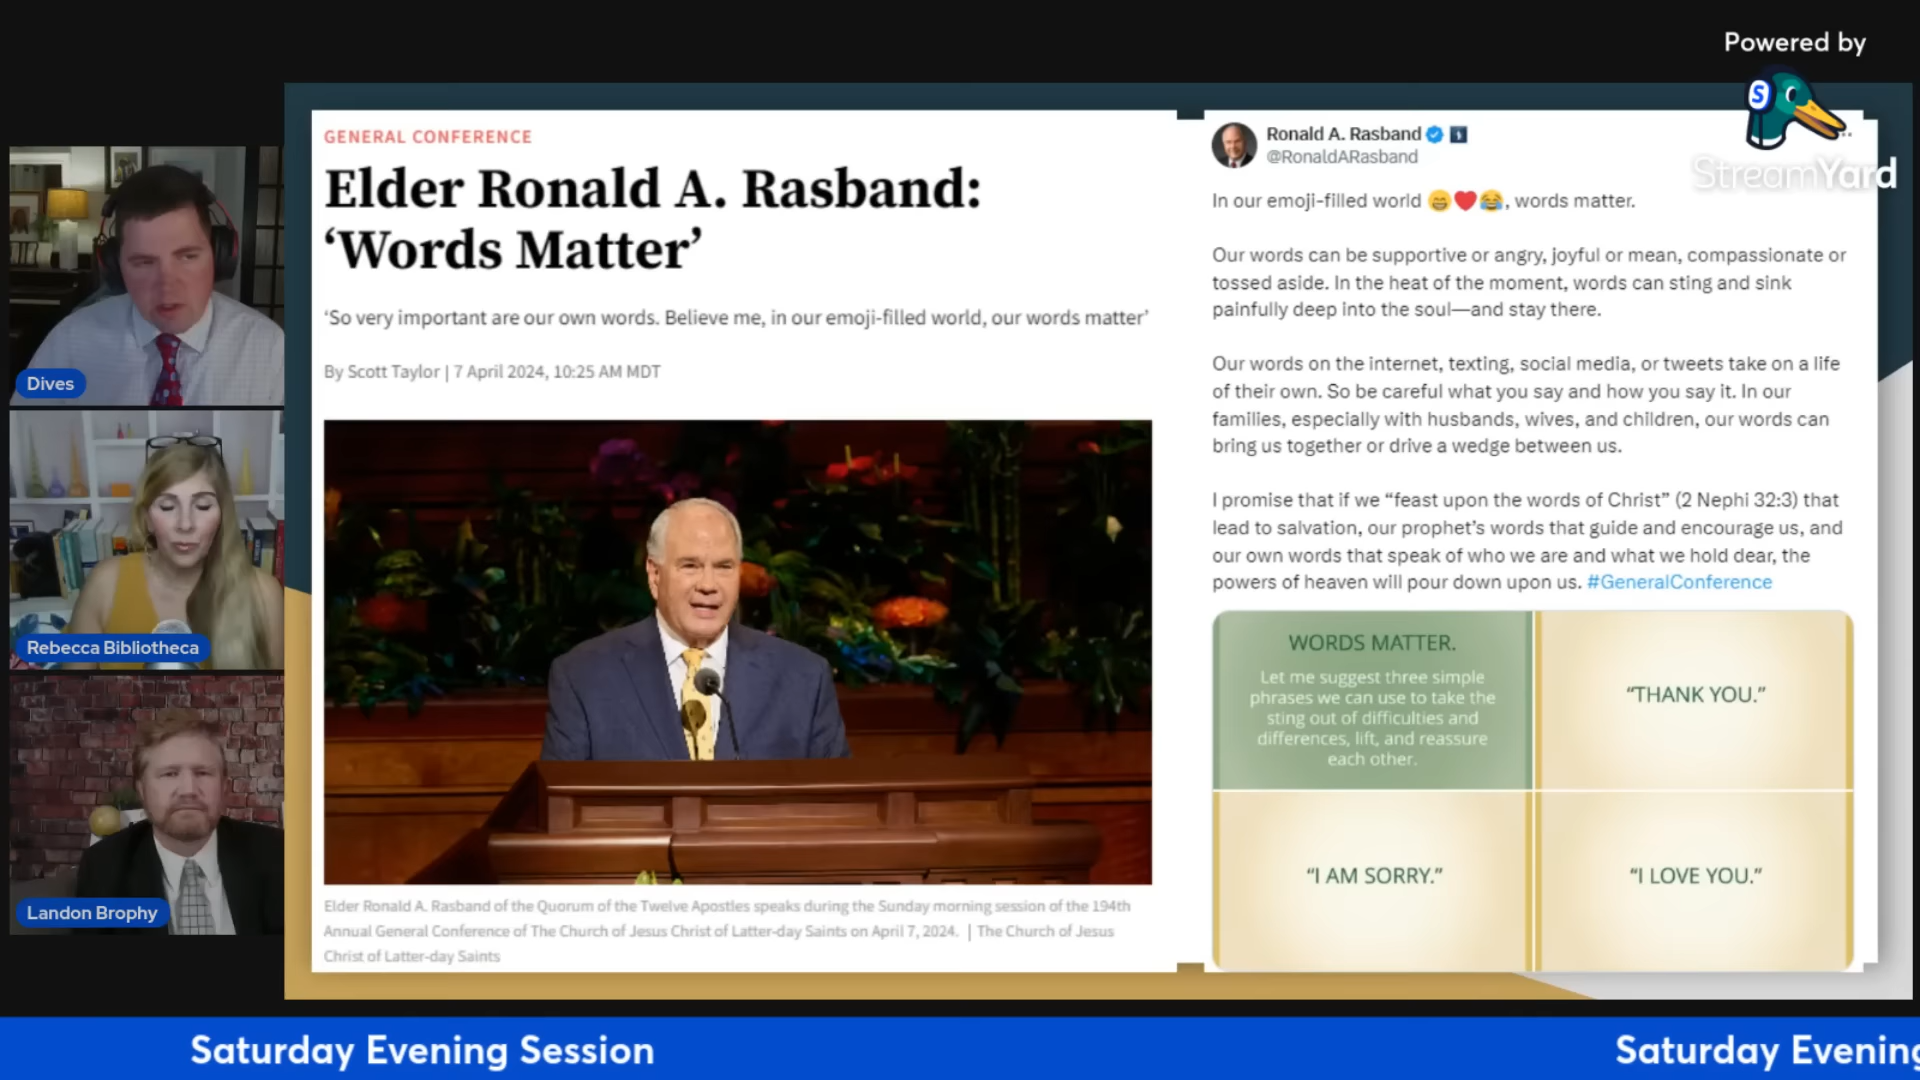 Powered by
StreamYard
GENERAL CONFERENCE
Elder Ronald A. Rasband:
‘Words Matter’
‘So very important are our own words. Believe me, in our emoji-filled world, our words matter’
By Scott Taylor | 7 April 2024, 10:25 AM MDT
Elder Ronald A. Rasband of the Quorum of the Twelve Apostles speaks during the Sunday morning session of the 194th
Annual General Conference of The Church of Jesus Christ of Latter-day Saints on April 7, 2024. | The Church of Jesus
Christ of Latter-day Saints
Ronald A. Rasband
@RonaldARasband
In our emoji-filled world 😁❤️😂, words matter.
Our words can be supportive or angry, joyful or mean, compassionate or
tossed aside. In the heat of the moment, words can sting and sink
painfully deep into the soul—and stay there.
Our words on the internet, texting, social media, or tweets take on a life
of their own. So be careful what you say and how you say it. In our
families, especially with husbands, wives, and children, our words can
bring us together or drive a wedge between us.
I promise that if we “feast upon the words of Christ” (2 Nephi 32:3) that
lead to salvation, our prophet’s words that guide and encourage us, and
our own words that speak of who we are and what we hold dear, the
powers of heaven will pour down upon us. #GeneralConference
WORDS MATTER.
Let me suggest three simple
phrases we can use to take the
sting out of difficulties and
differences, lift, and reassure
each other.
“THANK YOU.”
“I AM SORRY.”
“I LOVE YOU.”
Dives
Rebecca Bibliotheca
Landon Brophy
Saturday Evening Session
Saturday Evening